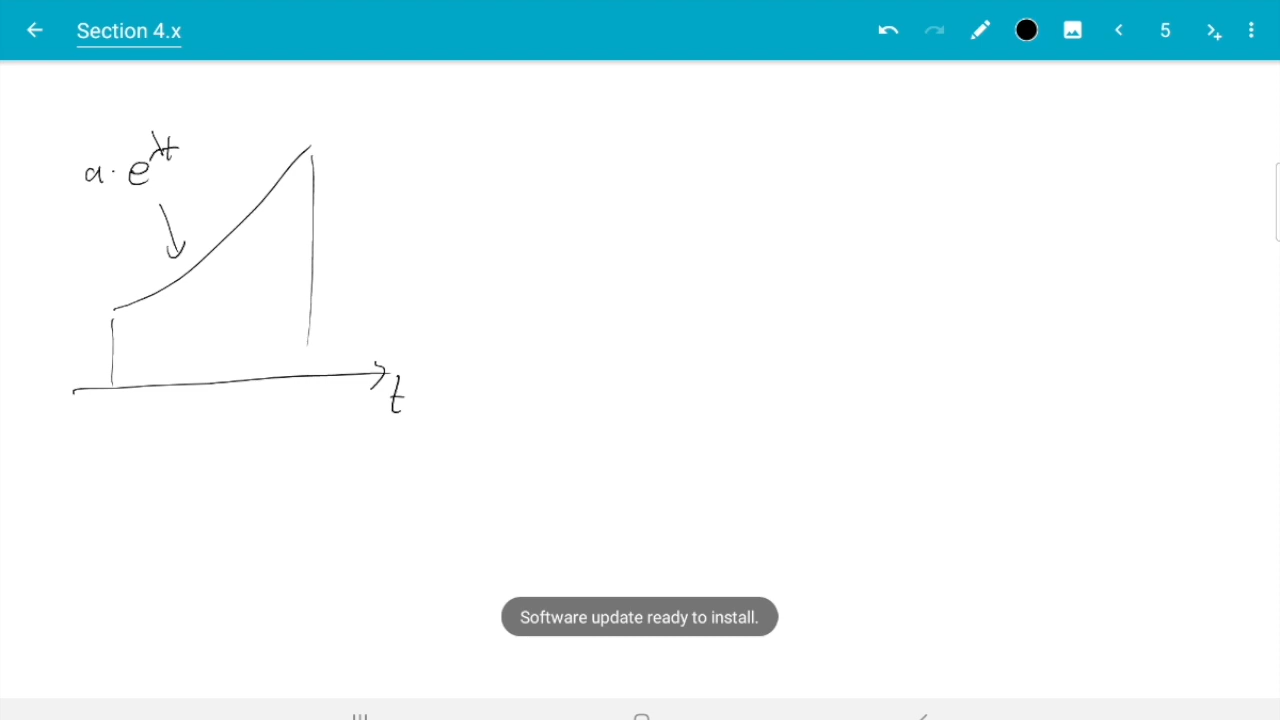 Section 4.x
5
a · e^λt
t
Software update ready to install.